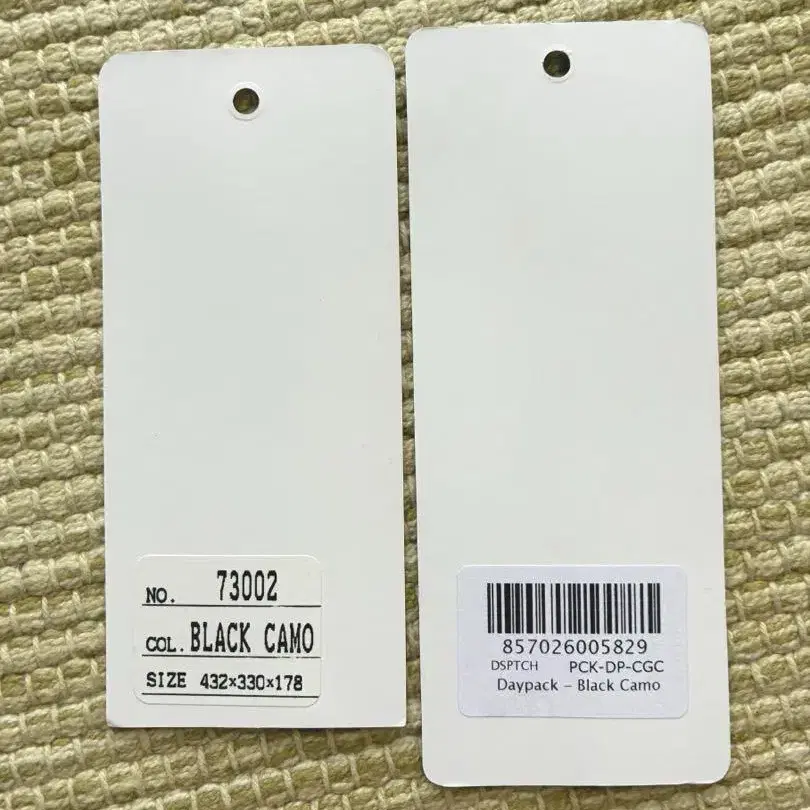 NO. 73002
COL. BLACK CAMO
SIZE 432×330×178
857026005829
DSPTCH PCK-DP-CGC
Daypack – Black Camo